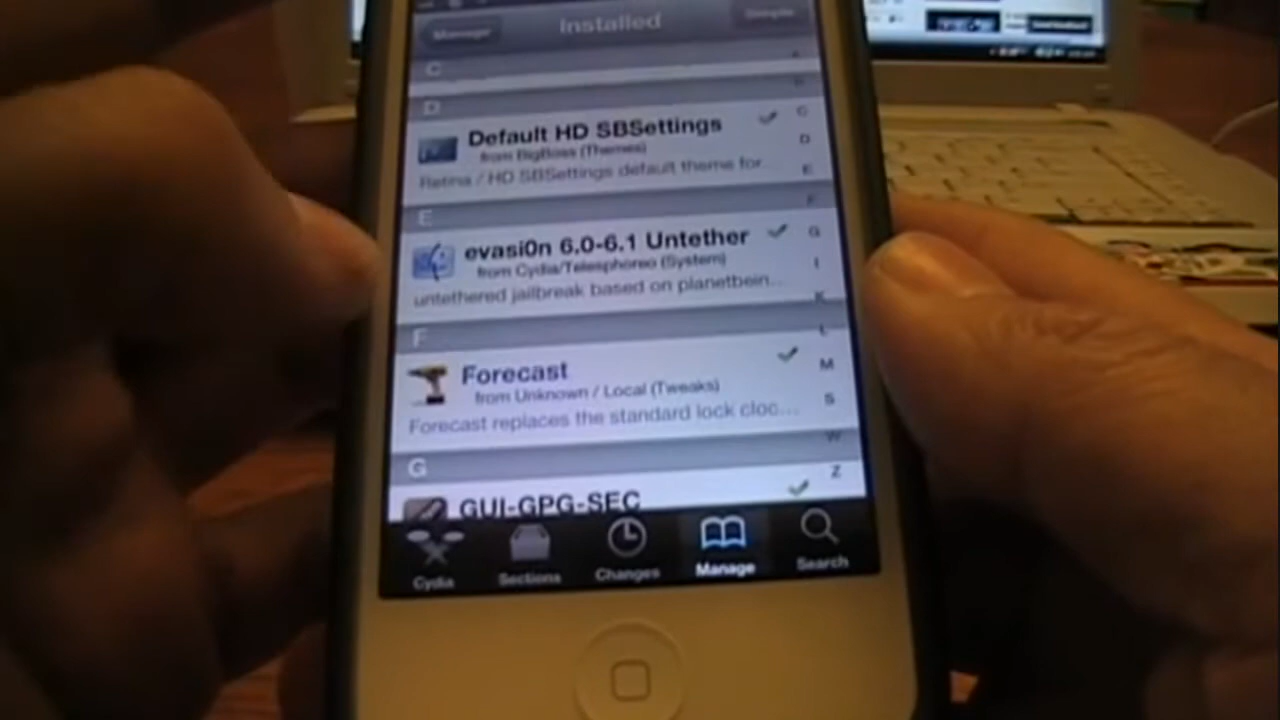 Manage
Installed
Simple
C
D
Default HD SBSettings
from BigBoss (Themes)
Retina / HD SBSettings default theme for
E
evasi0n 6.0-6.1 Untether
from Cydia/Telesphoreo (System)
untethered jailbreak based on planetbein...
F
Forecast
from Unknown / Local (Tweaks)
Forecast replaces the standard lock cloc...
G
GUI-GPG-SEC
C
D
E
F
G
I
K
L
M
S
W
Z
Cydia
Sections
Changes
Manage
Search